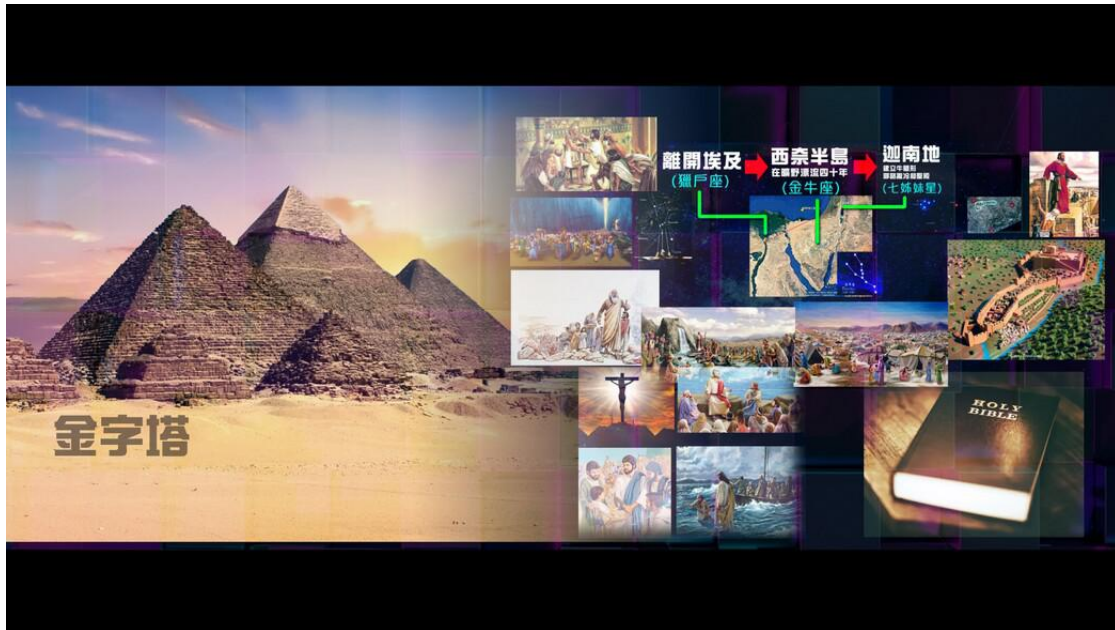 離開埃及
(獵戶座)
西奈半島
在曠野漂流四十年
(金牛座)
迦南地
(七姊妹星)
金字塔
HOLY
BIBLE